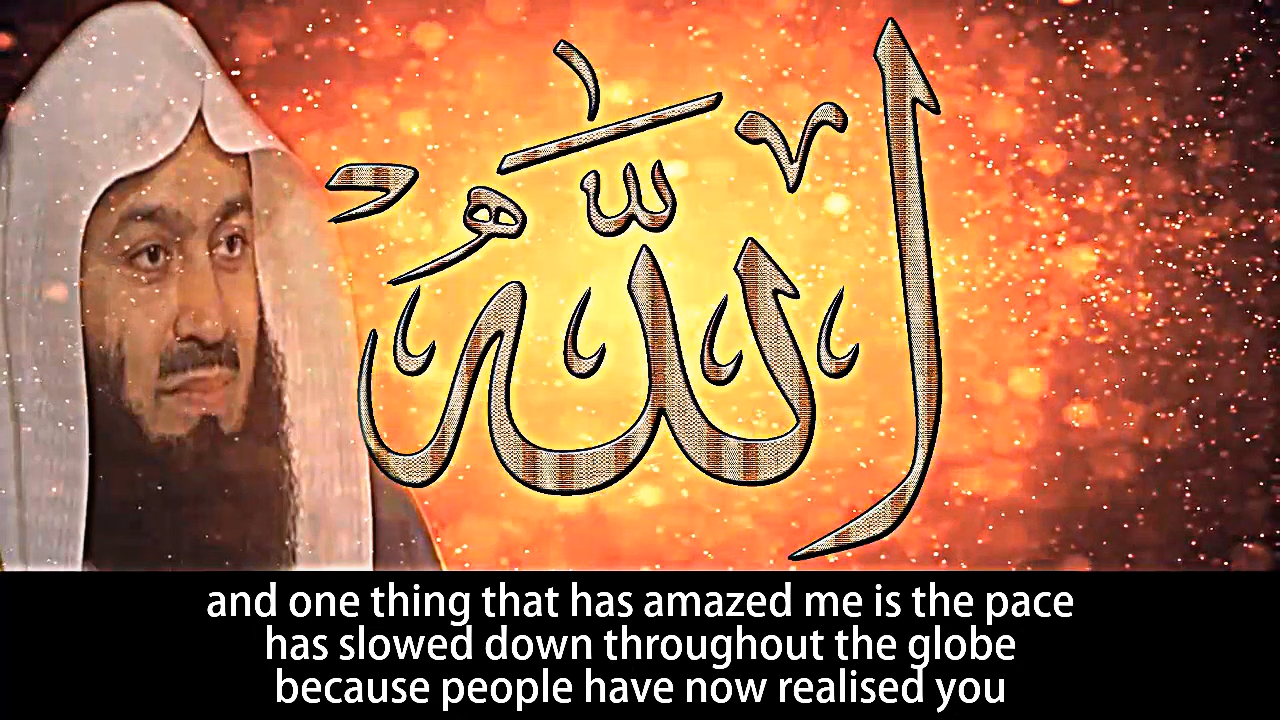 الله
and one thing that has amazed me is the pace
has slowed down throughout the globe
because people have now realised you